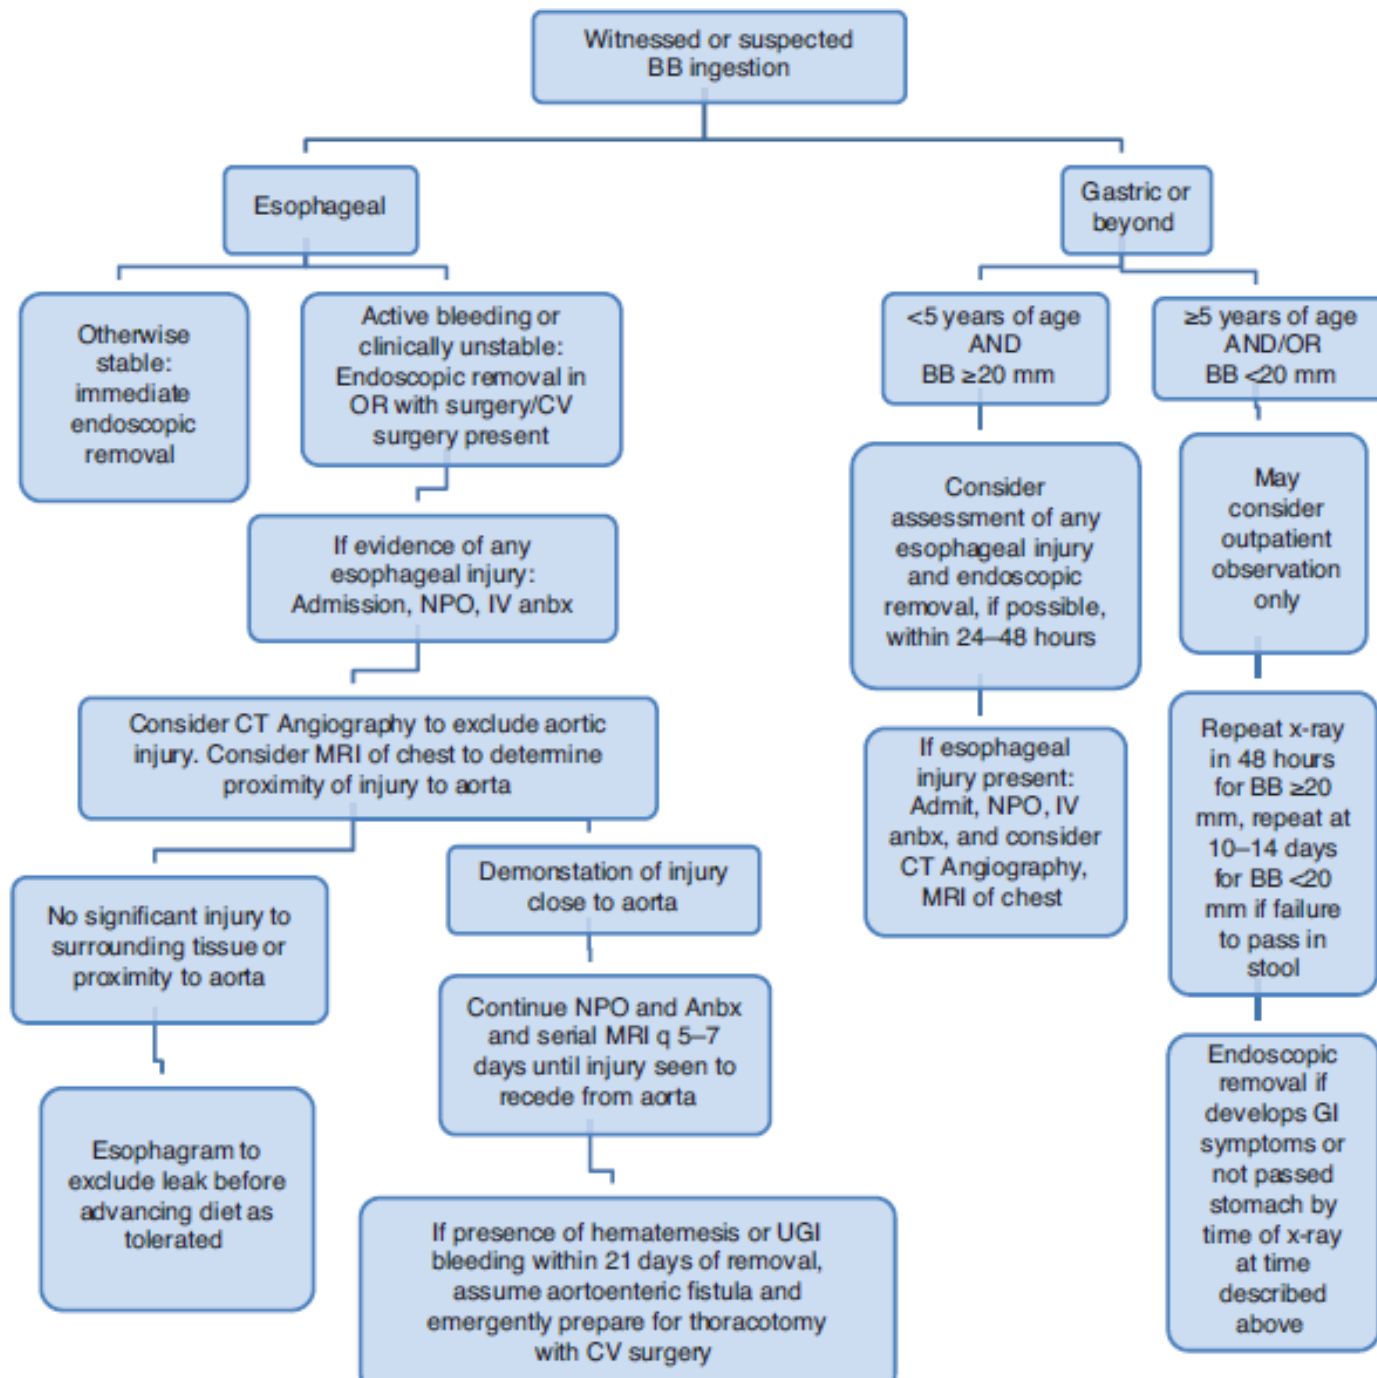 Witnessed or suspected
BB ingestion
Esophageal
Gastric or
beyond
Otherwise
stable:
immediate
endoscopic
removal
Active bleeding or
clinically unstable:
Endoscopic removal in
OR with surgery/CV
surgery present
<5 years of age
AND
BB ≥20 mm
≥5 years of age
AND/OR
BB <20 mm
If evidence of any
esophageal injury:
Admission, NPO, IV anbx
Consider
assessment of any
esophageal injury
and endoscopic
removal, if possible,
within 24–48 hours
May
consider
outpatient
observation
only
Consider CT Angiography to exclude aortic
injury. Consider MRI of chest to determine
proximity of injury to aorta
If esophageal
injury present:
Admit, NPO, IV
anbx, and consider
CT Angiography,
MRI of chest
Repeat x-ray
in 48 hours
for BB ≥20
mm, repeat at
10–14 days
for BB <20
mm if failure
to pass in
stool
No significant injury to
surrounding tissue or
proximity to aorta
Demonstation of injury
close to aorta
Continue NPO and Anbx
and serial MRI q 5–7
days until injury seen to
recede from aorta
Esophagram to
exclude leak before
advancing diet as
tolerated
Endoscopic
removal if
develops GI
symptoms or
not passed
stomach by
time of x-ray
at time
described
above
If presence of hematemesis or UGI
bleeding within 21 days of removal,
assume aortoenteric fistula and
emergently prepare for thoracotomy
with CV surgery